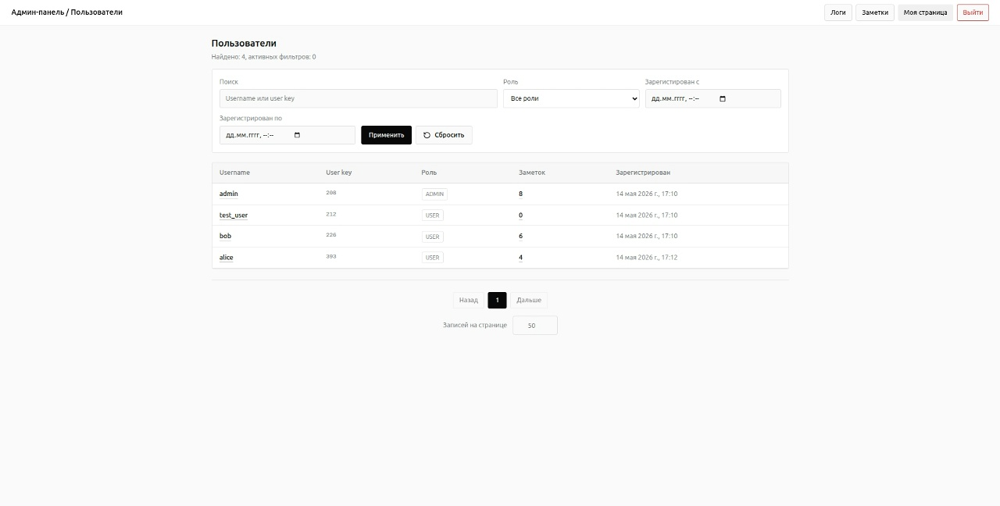 Админ-панель / Пользователи
Логи Заметки Моя страница Выйти
Пользователи
Найдено: 4, активных фильтров: 0
Поиск Роль Зарегистирован с
Username или user key Все роли дд.мм.гггг, --:--
Зарегистрирован по
дд.мм.гггг, --:-- Применить Сбросить
Username User key Роль Заметок Зарегистрирован
admin 208 ADMIN 8 14 мая 2026 г., 17:10
test_user 212 USER 0 14 мая 2026 г., 17:10
bob 226 USER 6 14 мая 2026 г., 17:10
alice 393 USER 4 14 мая 2026 г., 17:12
Назад 1 Дальше
Записей на странице 50